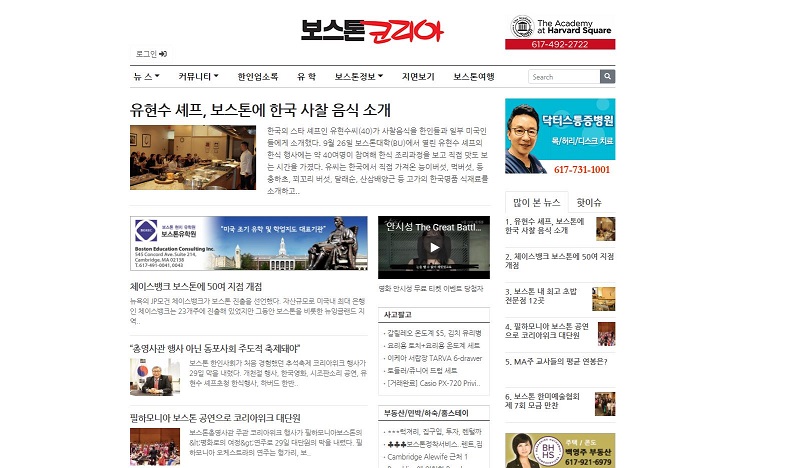 보스톤코리아
The Academy
at Harvard Square
617-492-2722
로그인
뉴 스
커뮤니티
한인업소록
유 학
보스톤정보
지면보기
보스톤여행
Search
유현수 셰프, 보스톤에 한국 사찰 음식 소개
한국의 스타 셰프인 유현수씨(40)가 사찰음식을 한인들과 일부 미국인
들에게 소개했다. 9월 26일 보스톤대학(BU)에서 열린 유현수 셰프의
한식 행사에는 약 40여명이 참여해 한식 조리과정을 보고 직접 맛도 보
는 시간을 가졌다. 유씨는 한국에서 직접 가져온 능이버섯, 먹버섯, 동
충하초, 꾀꼬리 버섯, 달래순, 산삼배양근 등 고가의 한국명품 식재료를
소개하고..
닥터스통증병원
목/허리/디스크 치료
617-731-1001
많이 본 뉴스
핫이슈
1. 유현수 셰프, 보스톤에
한국 사찰 음식 소개
2. 체이스뱅크 보스톤에 50여 지점
개점
3. 보스톤 내 최고 초밥
전문점 12곳
4. 필하모니아 보스톤 공연
으로 코리아위크 대단원
5. MA주 교사들의 평균 연봉은?
6. 보스톤 한미예술협회
제 7회 모금 만찬
보스톤 현지 유학원
보스톤유학원
"미국 조기 유학 및 학업지도 대표기관"
Boston Education Consulting Inc.
545 Concord Ave. Suite 214,
Cambridge, MA 02138
T.617-491-0041, 0043
안시성 The Great Battl...
영화 안시성 무료 티켓 이벤트 당첨자
체이스뱅크 보스톤에 50여 지점 개점
뉴욕의 JP모건 체이스뱅크가 보스톤 진출을 선언했다. 자산규모로 미국내 최대 은행
인 체이스뱅크는 23개주에 진출해 있었지만 그동안 보스톤을 비롯한 뉴잉글랜드 지
역..
"총영사관 행사 아닌 동포사회 주도적 축제돼야"
보스톤 한인사회가 처음 경험했던 추석축제 코리아위크 행사가
29일 막을 내렸다. 개천절 행사, 한국영화, 시조판소리 공연, 유
현수 셰프초청 한식행사, 하버드 한반..
필하모니아 보스톤 공연으로 코리아위크 대단원
보스톤총영사관 주관 코리아위크 행사가 필하모니아보스톤의
&lt;평화로의 여정&gt;연주로 29일 대단원의 막을 내렸다. 필
하모니아 오케스트라의 연주는 헝가리, 보..
사고팔고
갈릴레오 온도계 $5, 김치 유리병
요리용 토치+요리용 온도계 세트
이케아 서랍장 TARVA 6-drawer
토들러/쥬니어 드럼 세트
[거래완료] Casio PX-720 Privi..
부동산/민박/하숙/홈스테이
***럭져리, 집구입, 투자, 렌탈까
♣♣♣보스톤정착서비스, 렌트,집
Cambridge Alewife 근처 1
주택 / 콘도
백영주 부동산
617-921-6979
BH
HS